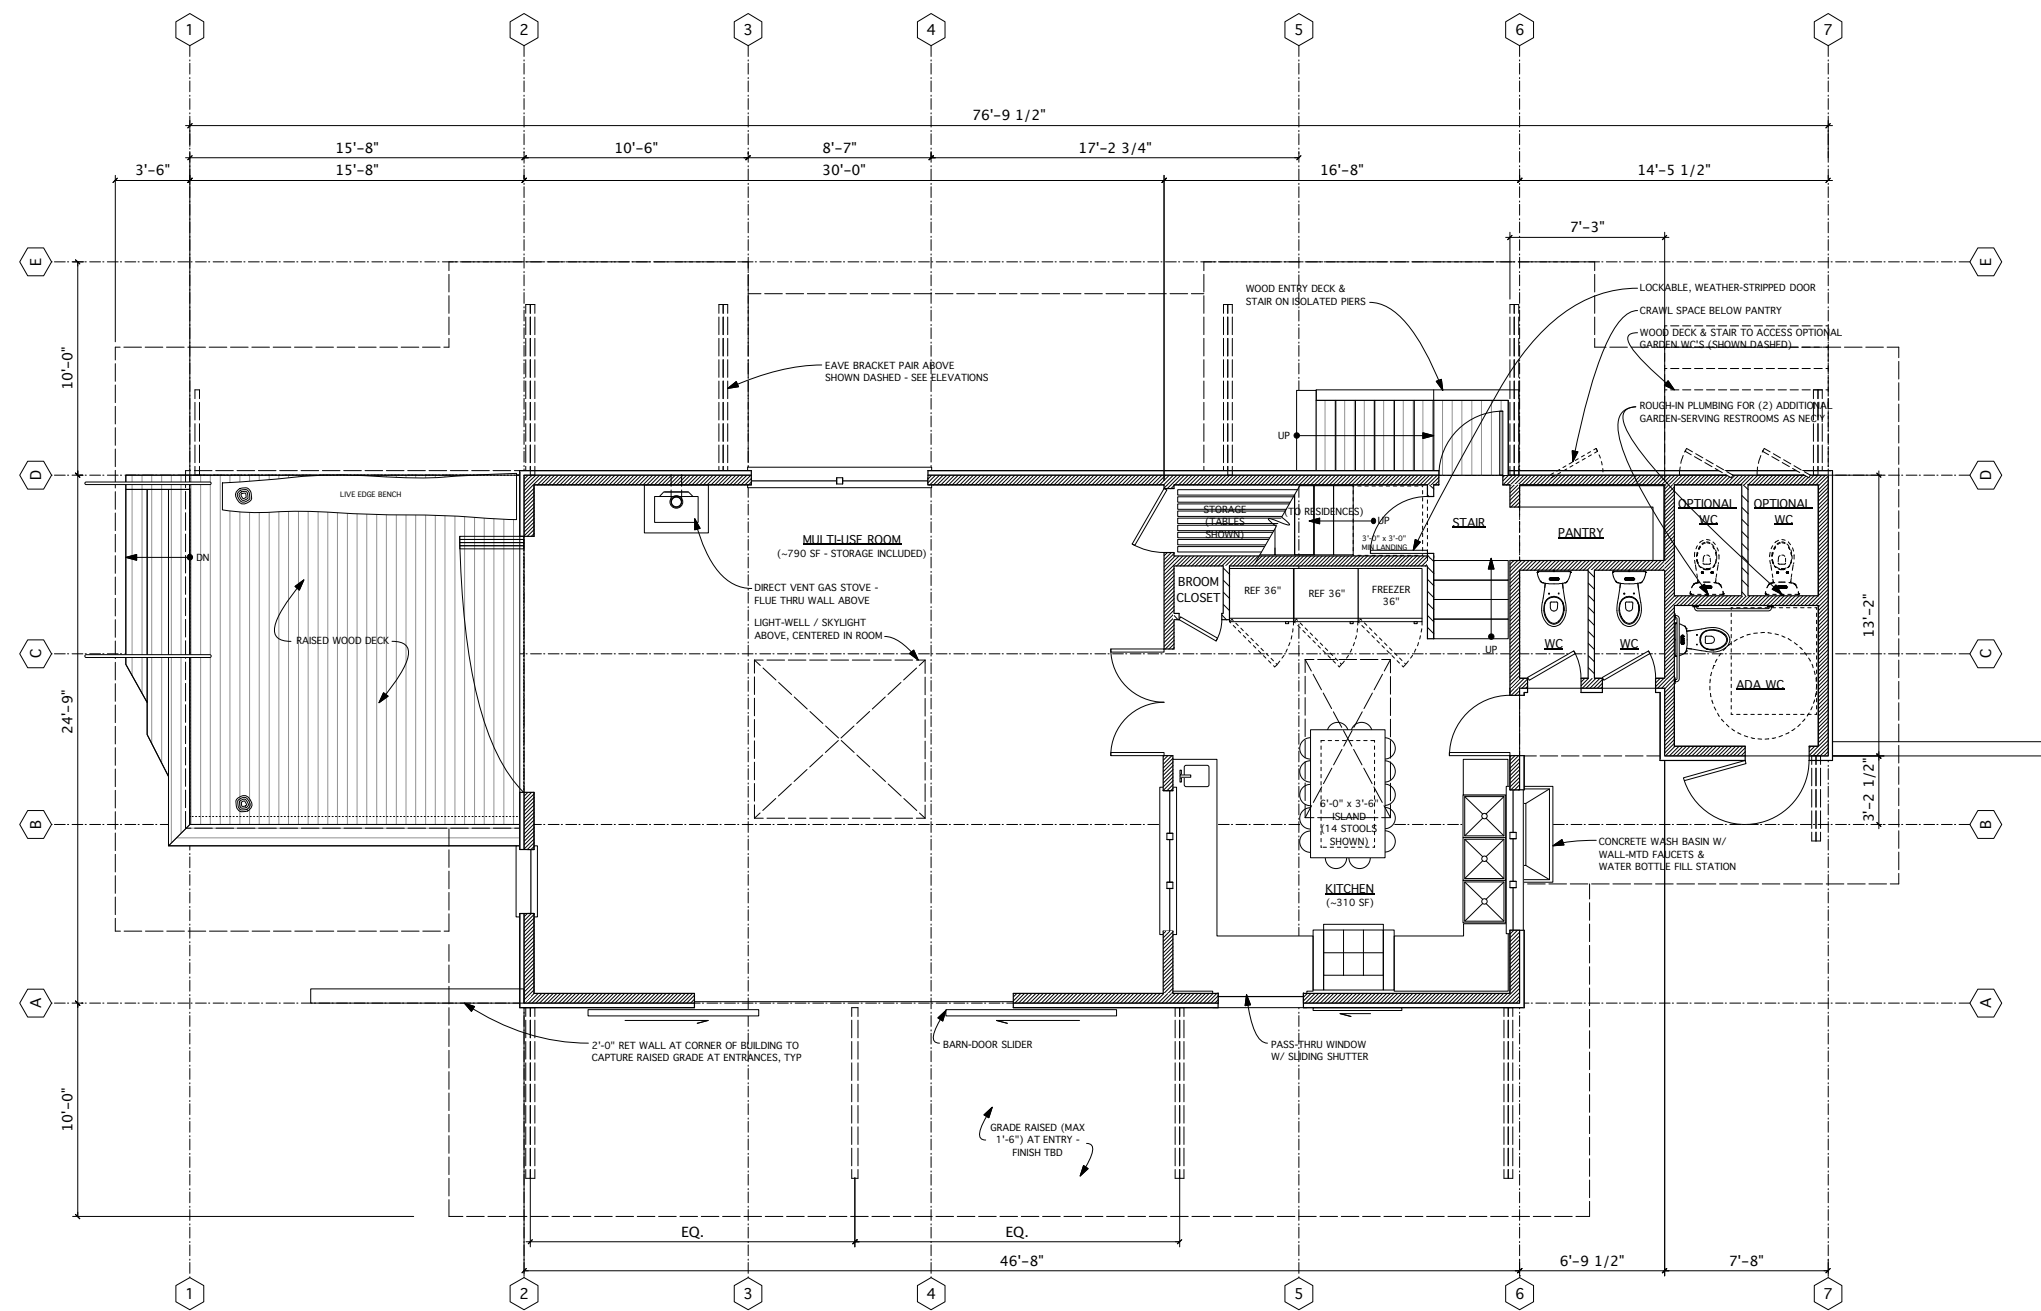 1
2
3
4
5
6
7
76'-9 1/2"
15'-8"
10'-6"
8'-7"
17'-2 3/4"
3'-6"
15'-8"
30'-0"
16'-8"
14'-5 1/2"
7'-3"
E
E
WOOD ENTRY DECK &
STAIR ON ISOLATED PIERS
LOCKABLE, WEATHER-STRIPPED DOOR
CRAWL SPACE BELOW PANTRY
WOOD DECK & STAIR TO ACCESS OPTIONAL
GARDEN WC'S (SHOWN DASHED)
10'-0"
EAVE BRACKET PAIR ABOVE
SHOWN DASHED - SEE ELEVATIONS
ROUGH-IN PLUMBING FOR (2) ADDITIONAL
GARDEN-SERVING RESTROOMS AS NEC'Y
UP
D
D
LIVE EDGE BENCH
STORAGE
(TABLES
SHOWN)
(TO RESIDENCES)
UP
3'-0" x 3'-0"
MIN LANDING
STAIR
PANTRY
OPTIONAL
WC
OPTIONAL
WC
MULTI-USE ROOM
(~790 SF - STORAGE INCLUDED)
DN
DIRECT VENT GAS STOVE -
FLUE THRU WALL ABOVE
BROOM
CLOSET
REF 36"
REF 36"
FREEZER
36"
LIGHT-WELL / SKYLIGHT
ABOVE, CENTERED IN ROOM
RAISED WOOD DECK
UP
WC
WC
13'-2"
C
C
ADA WC
24'-9"
3'-2 1/2"
6'-0" x 3'-6"
ISLAND
(14 STOOLS
SHOWN)
B
B
CONCRETE WASH BASIN W/
WALL-MTD FAUCETS &
WATER BOTTLE FILL STATION
KITCHEN
(~310 SF)
A
A
2'-0" RET WALL AT CORNER OF BUILDING TO
CAPTURE RAISED GRADE AT ENTRANCES, TYP
BARN-DOOR SLIDER
PASS-THRU WINDOW
W/ SLIDING SHUTTER
10'-0"
GRADE RAISED (MAX
1'-6") AT ENTRY -
FINISH TBD
EQ.
EQ.
46'-8"
6'-9 1/2"
7'-8"
1
2
3
4
5
6
7